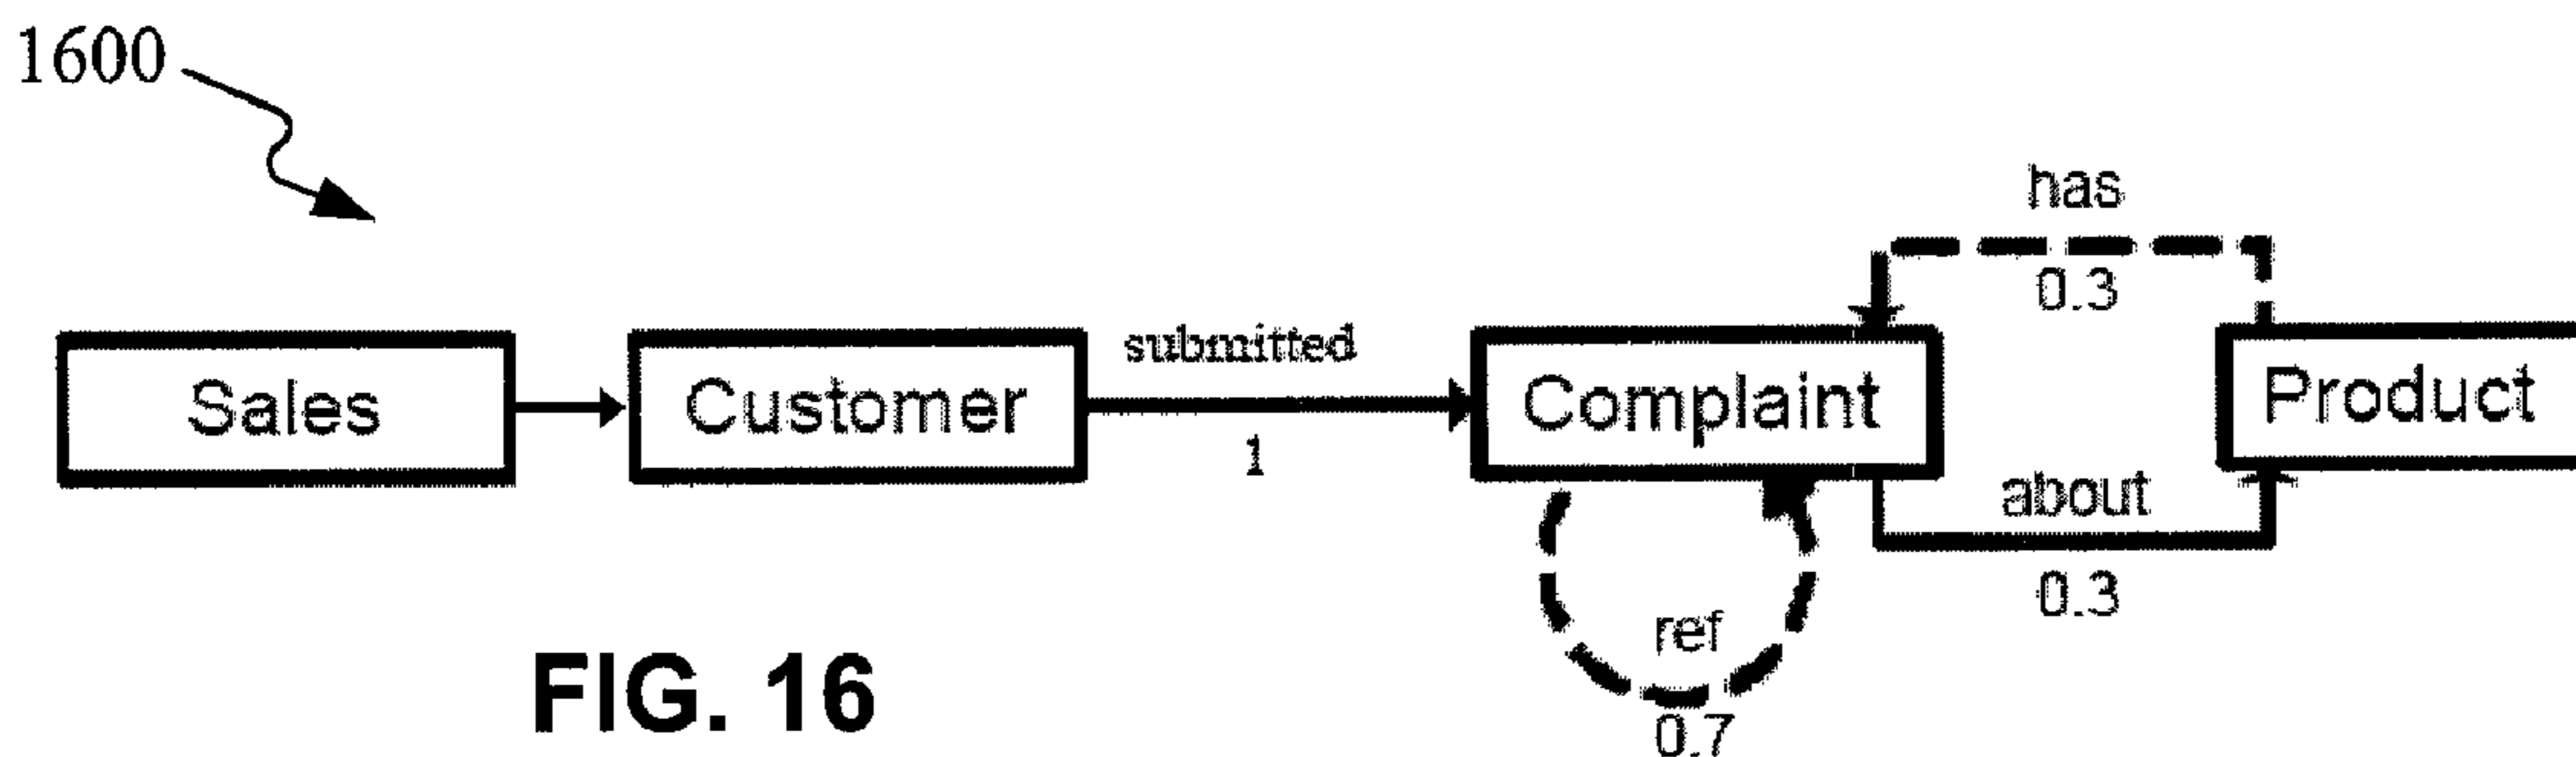 1600
has
0.3
submitted
Sales
Customer
Complaint
Product
1
about
0.3
ref
0.7
FIG. 16